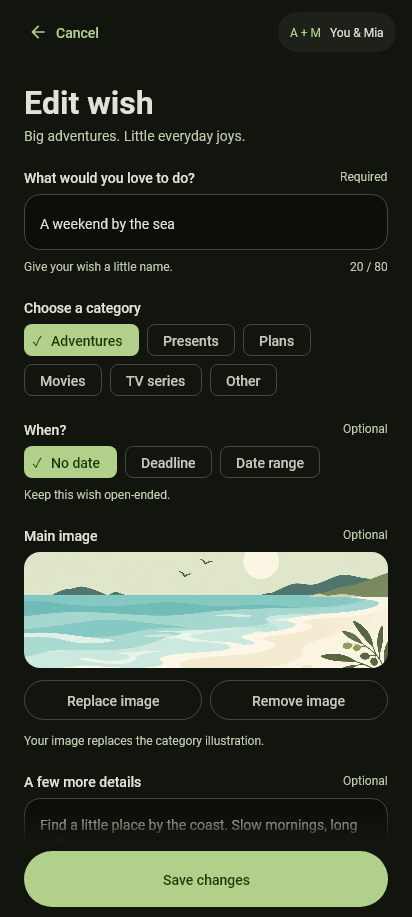 Cancel
A + M You & Mia
Edit wish
Big adventures. Little everyday joys.
What would you love to do? Required
A weekend by the sea
Give your wish a little name. 20 / 80
Choose a category
✓ Adventures Presents Plans
Movies TV series Other
When? Optional
✓ No date Deadline Date range
Keep this wish open-ended.
Main image Optional
Replace image Remove image
Your image replaces the category illustration.
A few more details Optional
Find a little place by the coast. Slow mornings, long
Save changes